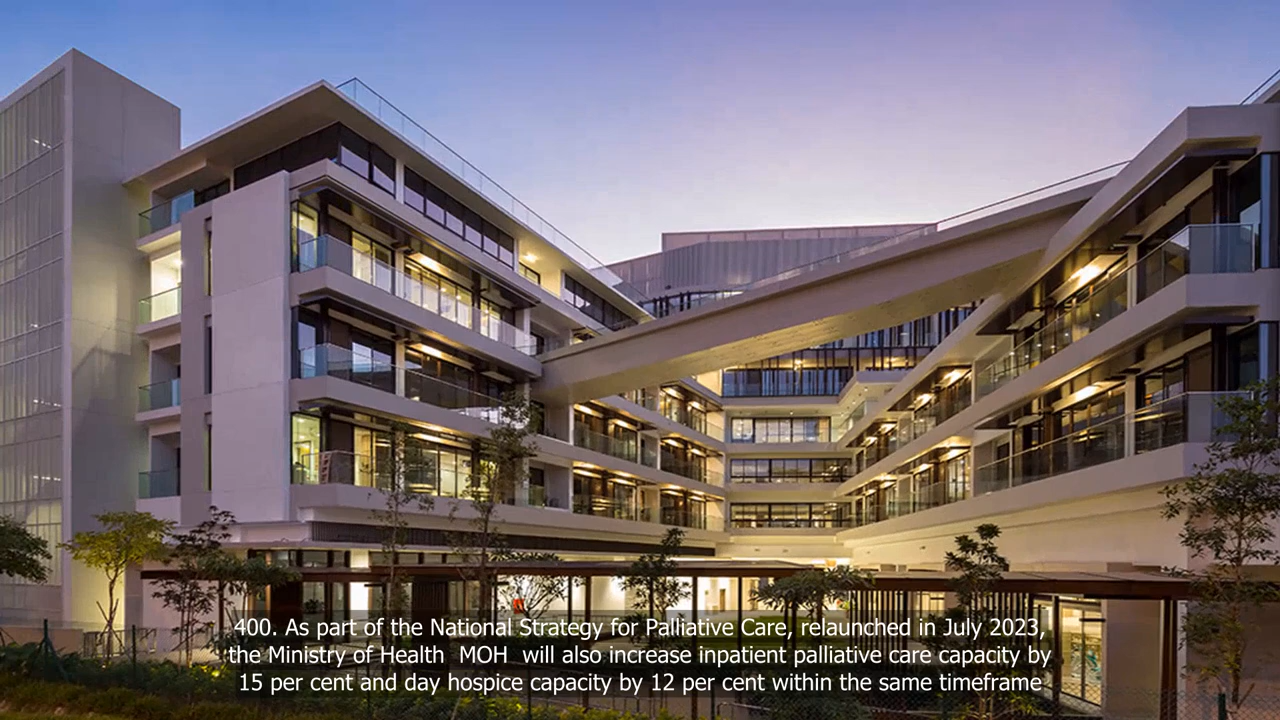 400. As part of the National Strategy for Palliative Care, relaunched in July 2023,
the Ministry of Health  MOH  will also increase inpatient palliative care capacity by
15 per cent and day hospice capacity by 12 per cent within the same timeframe